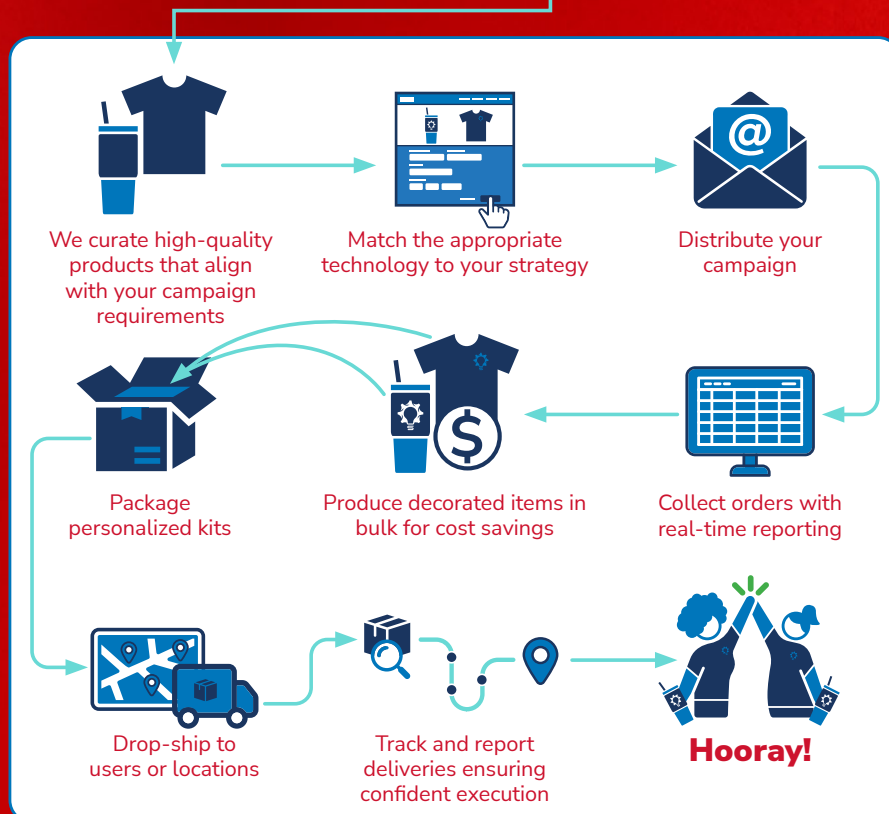 We curate high-quality
products that align
with your campaign
requirements
Match the appropriate
technology to your strategy
@
Distribute your
campaign
Collect orders with
real-time reporting
$
Produce decorated items in
bulk for cost savings
Package
personalized kits
Drop-ship to
users or locations
Track and report
deliveries ensuring
confident execution
Hooray!